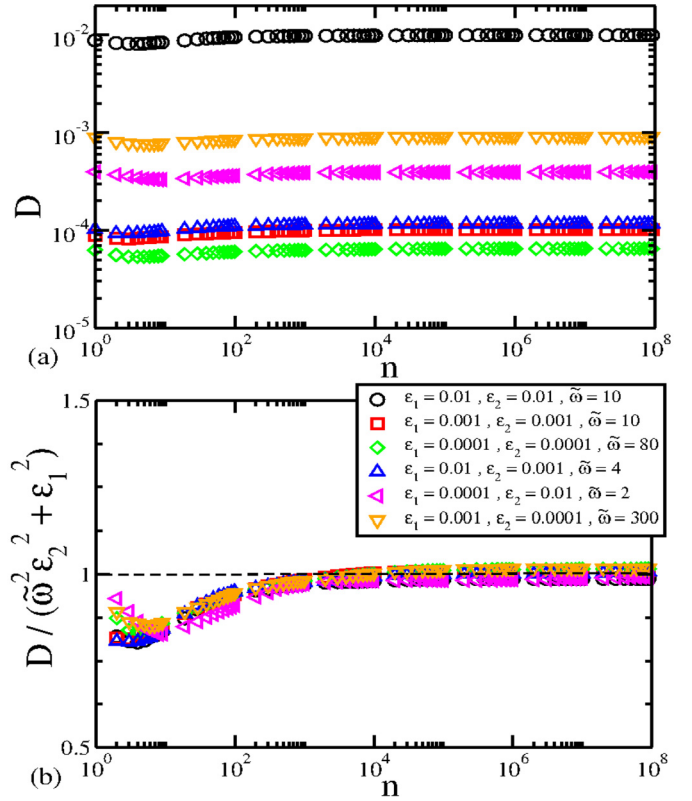 10⁻²
10⁻³
D
10⁻⁴
10⁻⁵
10⁰ 10² 10⁴ 10⁶ 10⁸
(a) n
1.5
ε₁ = 0.01 , ε₂ = 0.01 , ω̃ = 10
ε₁ = 0.001 , ε₂ = 0.001 , ω̃ = 10
ε₁ = 0.0001 , ε₂ = 0.0001 , ω̃ = 80
ε₁ = 0.01 , ε₂ = 0.001 , ω̃ = 4
ε₁ = 0.0001 , ε₂ = 0.01 , ω̃ = 2
ε₁ = 0.001 , ε₂ = 0.0001 , ω̃ = 300
D / (ω̃²ε₂² + ε₁²)
1
0.5
10⁰ 10² 10⁴ 10⁶ 10⁸
(b) n